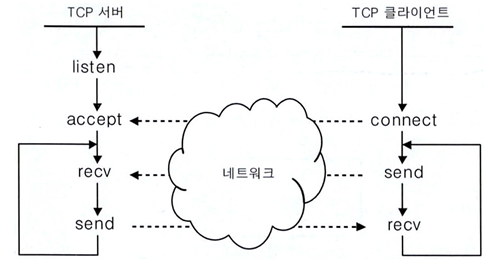 TCP 서버
TCP 클라이언트
listen
accept
connect
recv
네트워크
send
send
recv